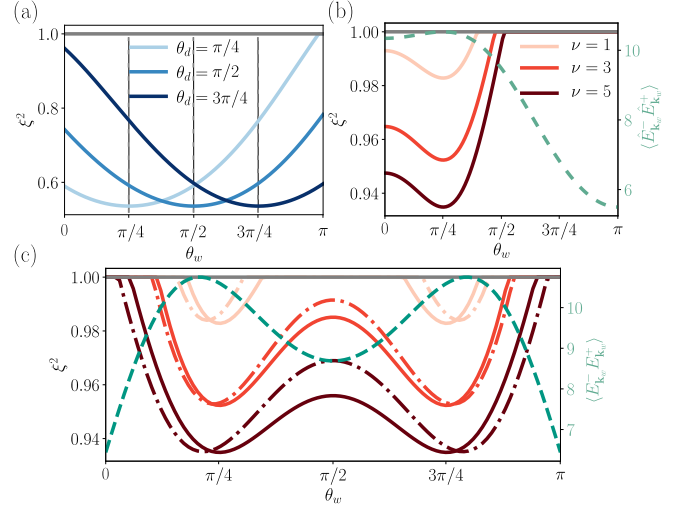 (a)
1.0
0.8
0.6
ξ²
θ_d = π/4
θ_d = π/2
θ_d = 3π/4
0 π/4 π/2 3π/4 π
θ_w
(b)
1.00
0.98
0.96
0.94
ξ²
ν = 1
ν = 3
ν = 5
10
8
6
⟨Ê⁻_{k_w} Ê⁺_{k_w}⟩
0 π/4 π/2 3π/4 π
θ_w
(c)
1.00
0.98
0.96
0.94
ξ²
10
9
8
7
⟨E⁻_{k_w} E⁺_{k_w}⟩
0 π/4 π/2 3π/4 π
θ_w